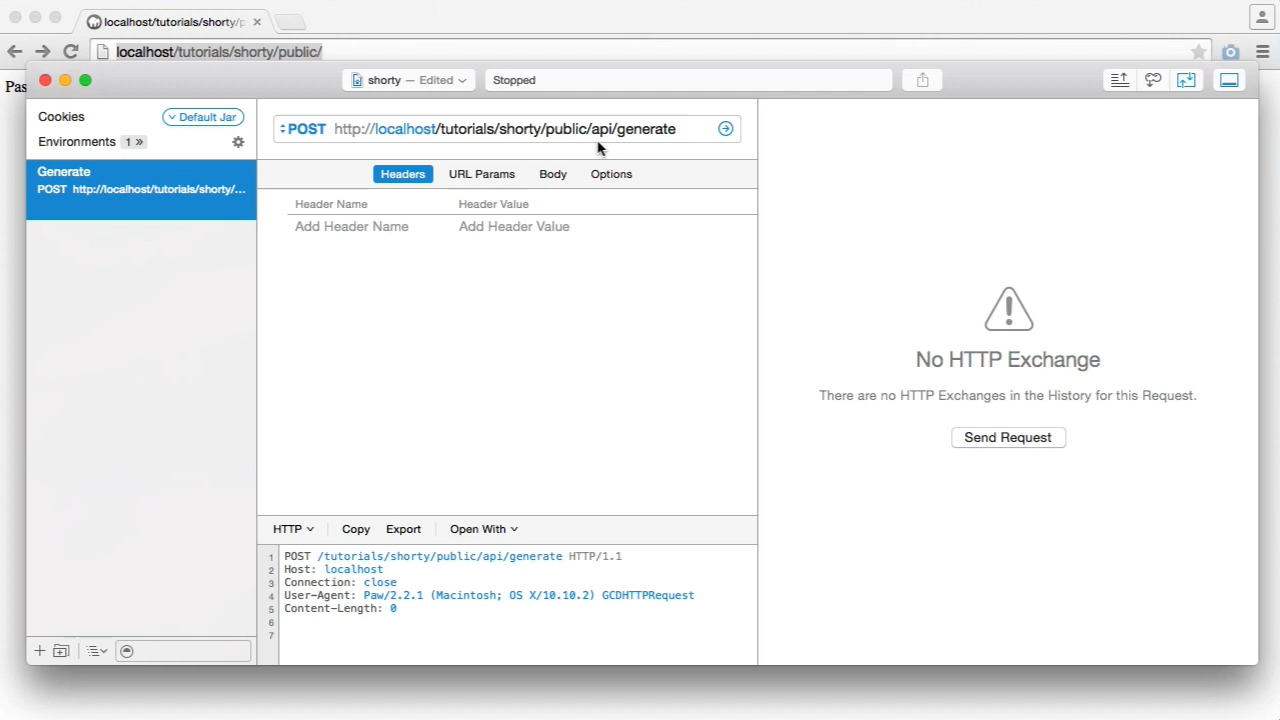 localhost/tutorials/shorty/p
localhost/tutorials/shorty/public/
Pas
shorty — Edited
Stopped
Cookies
Default Jar
Environments 1 »
Generate
POST http://localhost/tutorials/shorty/...
POST http://localhost/tutorials/shorty/public/api/generate
Headers URL Params Body Options
Header Name Header Value
Add Header Name Add Header Value
No HTTP Exchange
There are no HTTP Exchanges in the History for this Request.
Send Request
HTTP Copy Export Open With
1 POST /tutorials/shorty/public/api/generate HTTP/1.1
2 Host: localhost
3 Connection: close
4 User-Agent: Paw/2.2.1 (Macintosh; OS X/10.10.2) GCDHTTPRequest
5 Content-Length: 0
6
7